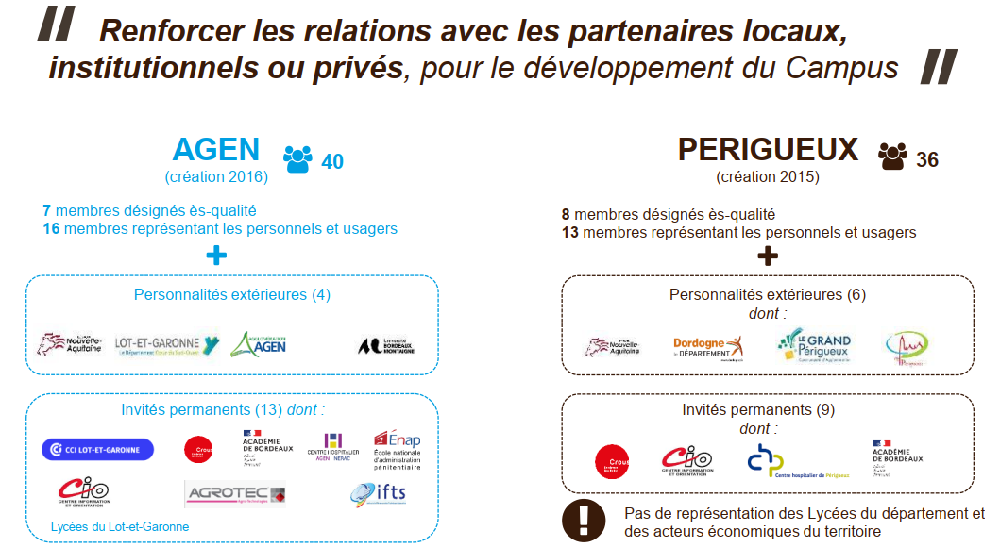 Renforcer les relations avec les partenaires locaux,
institutionnels ou privés, pour le développement du Campus
AGEN
40
(création 2016)
7 membres désignés ès-qualité
16 membres représentant les personnels et usagers
Personnalités extérieures (4)
Nouvelle-
Aquitaine
LOT-ET-GARONNE
Le Département Cœur du Sud-Ouest
AGGLOMÉRATION
AGEN
Université
BORDEAUX
MONTAIGNE
Invités permanents (13) dont :
CCI LOT-ET-GARONNE
Crous
ACADÉMIE
DE BORDEAUX
CENTRE HOSPITALIER
AGEN NERAC
Énap
École nationale
d'administration
pénitentiaire
CIO
CENTRE INFORMATION
ET ORIENTATION
AGROTEC
ifts
Lycées du Lot-et-Garonne
PERIGUEUX
36
(création 2015)
8 membres désignés ès-qualité
13 membres représentant les personnels et usagers
Personnalités extérieures (6)
dont :
Nouvelle-
Aquitaine
Dordogne
LE DÉPARTEMENT
LE GRAND
Périgueux
Invités permanents (9)
dont :
Crous
CIO
CENTRE INFORMATION
ET ORIENTATION
chp
Centre hospitalier de Périgueux
ACADÉMIE
DE BORDEAUX
Pas de représentation des Lycées du département et
des acteurs économiques du territoire